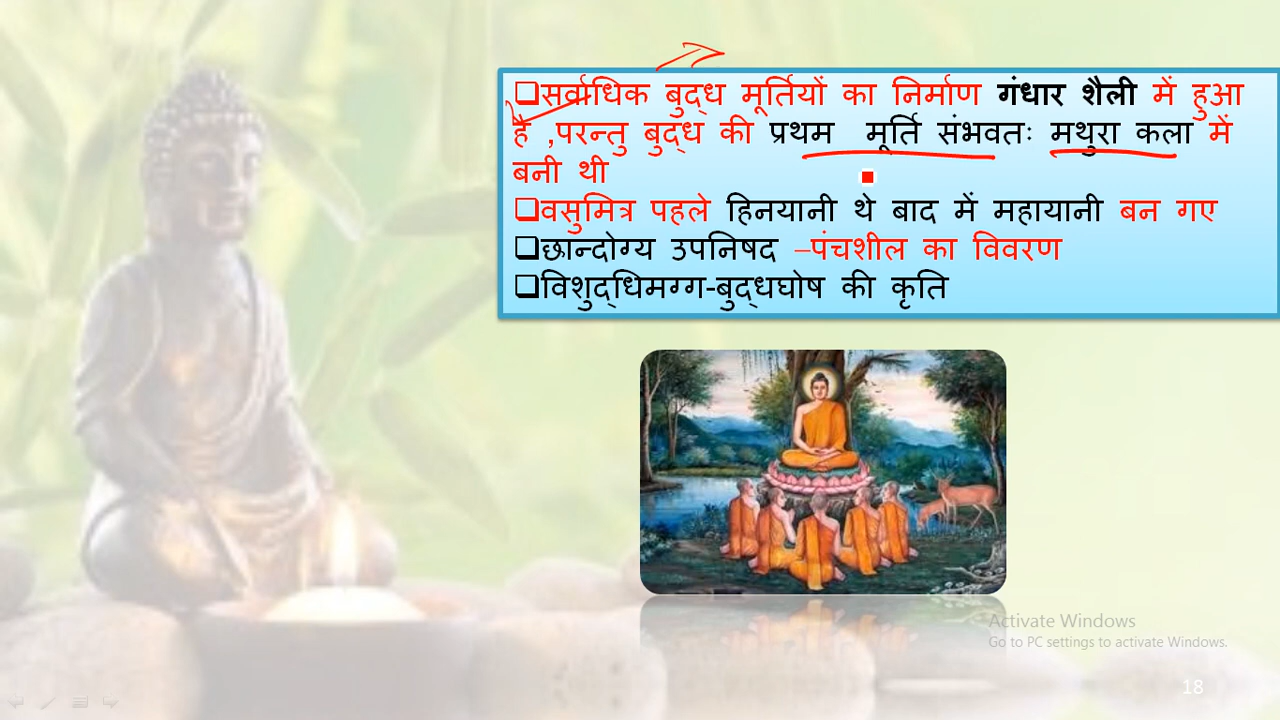 ❑सर्वाधिक बुद्ध मूर्तियों का निर्माण गंधार शैली में हुआ
है ,परन्तु बुद्ध की प्रथम मूर्ति संभवतः मथुरा कला में
बनी थी
❑वसुमित्र पहले हिनयानी थे बाद में महायानी बन गए
❑छान्दोग्य उपनिषद –पंचशील का विवरण
❑विशुद्धिमग्ग-बुद्धघोष की कृति
Activate Windows
Go to PC settings to activate Windows.
18